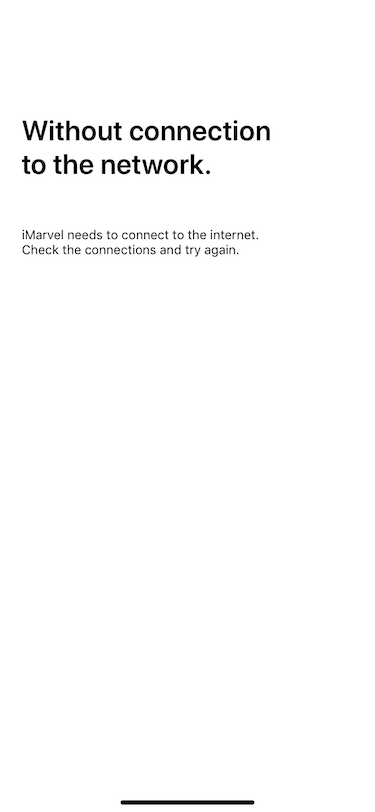 Without connection
to the network.
iMarvel needs to connect to the internet.
Check the connections and try again.